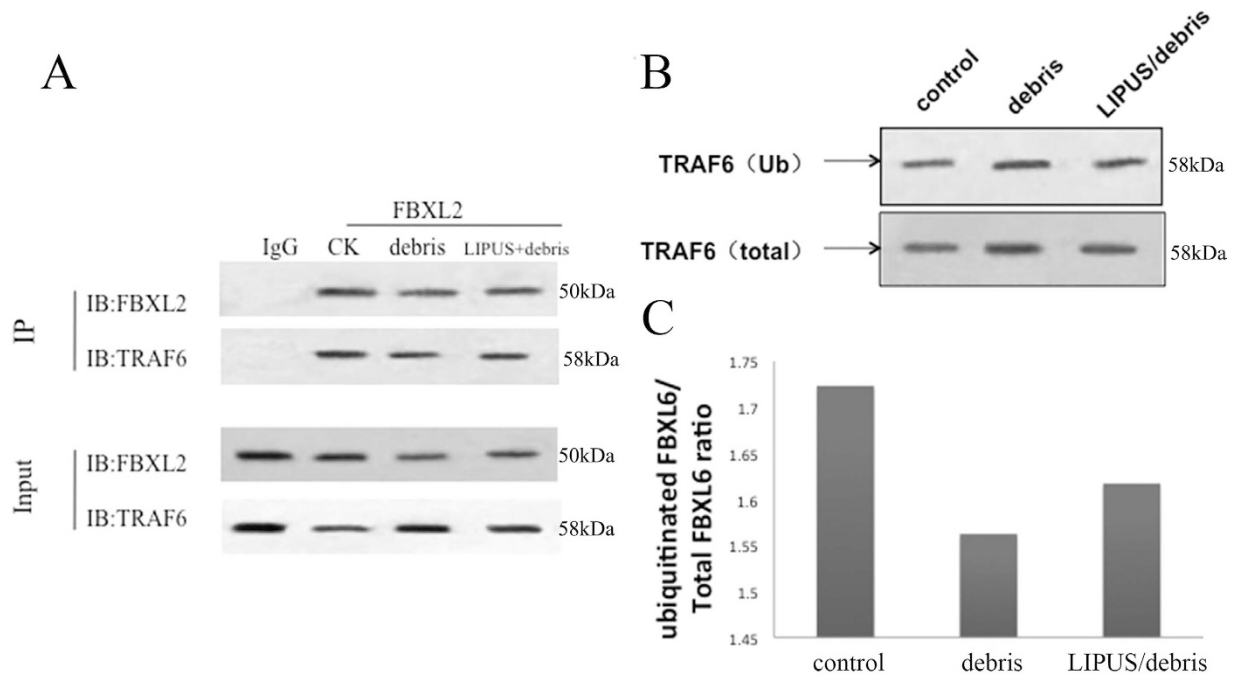 A
FBXL2
IgG CK debris LIPUS+debris
IP
IB:FBXL2 50kDa
IB:TRAF6 58kDa
Input
IB:FBXL2 50kDa
IB:TRAF6 58kDa
B
control debris LIPUS/debris
TRAF6（Ub） 58kDa
TRAF6（total） 58kDa
C
ubiquitinated FBXL6/
Total FBXL6 ratio
1.75
1.7
1.65
1.6
1.55
1.5
1.45
control debris LIPUS/debris